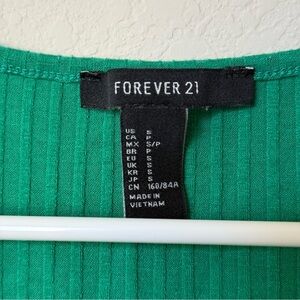 FOREVER 21
US S
CA P
MX S/P
BR P
EU S
UK S
KR S
JP S
CN 160/84A
MADE IN
VIETNAM